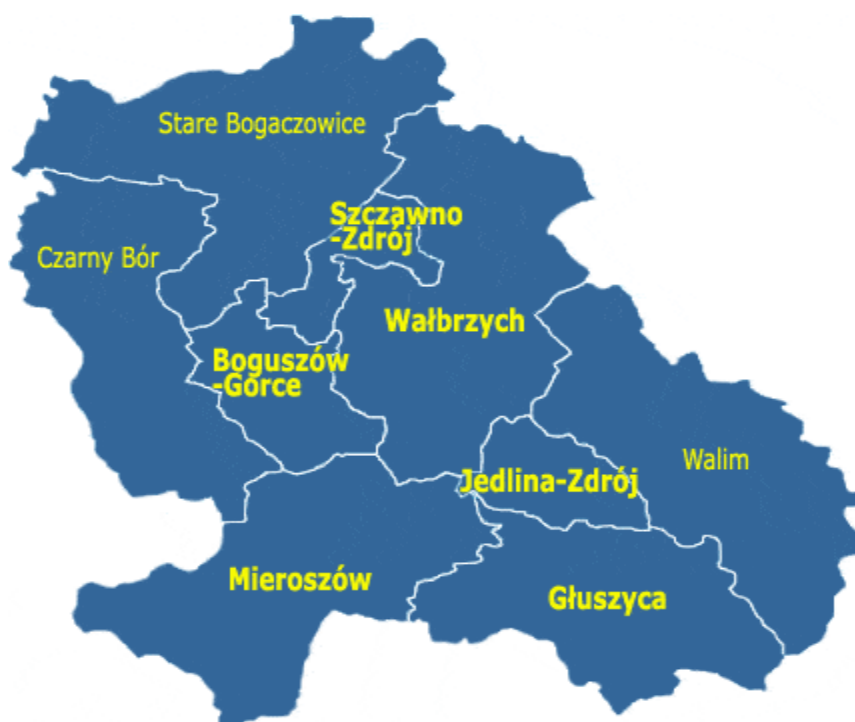 Stare Bogaczowice
Szczawno
-Zdrój
Czarny Bór
Wałbrzych
Boguszów
-Gorce
Walim
Jedlina-Zdrój
Mieroszów
Głuszyca